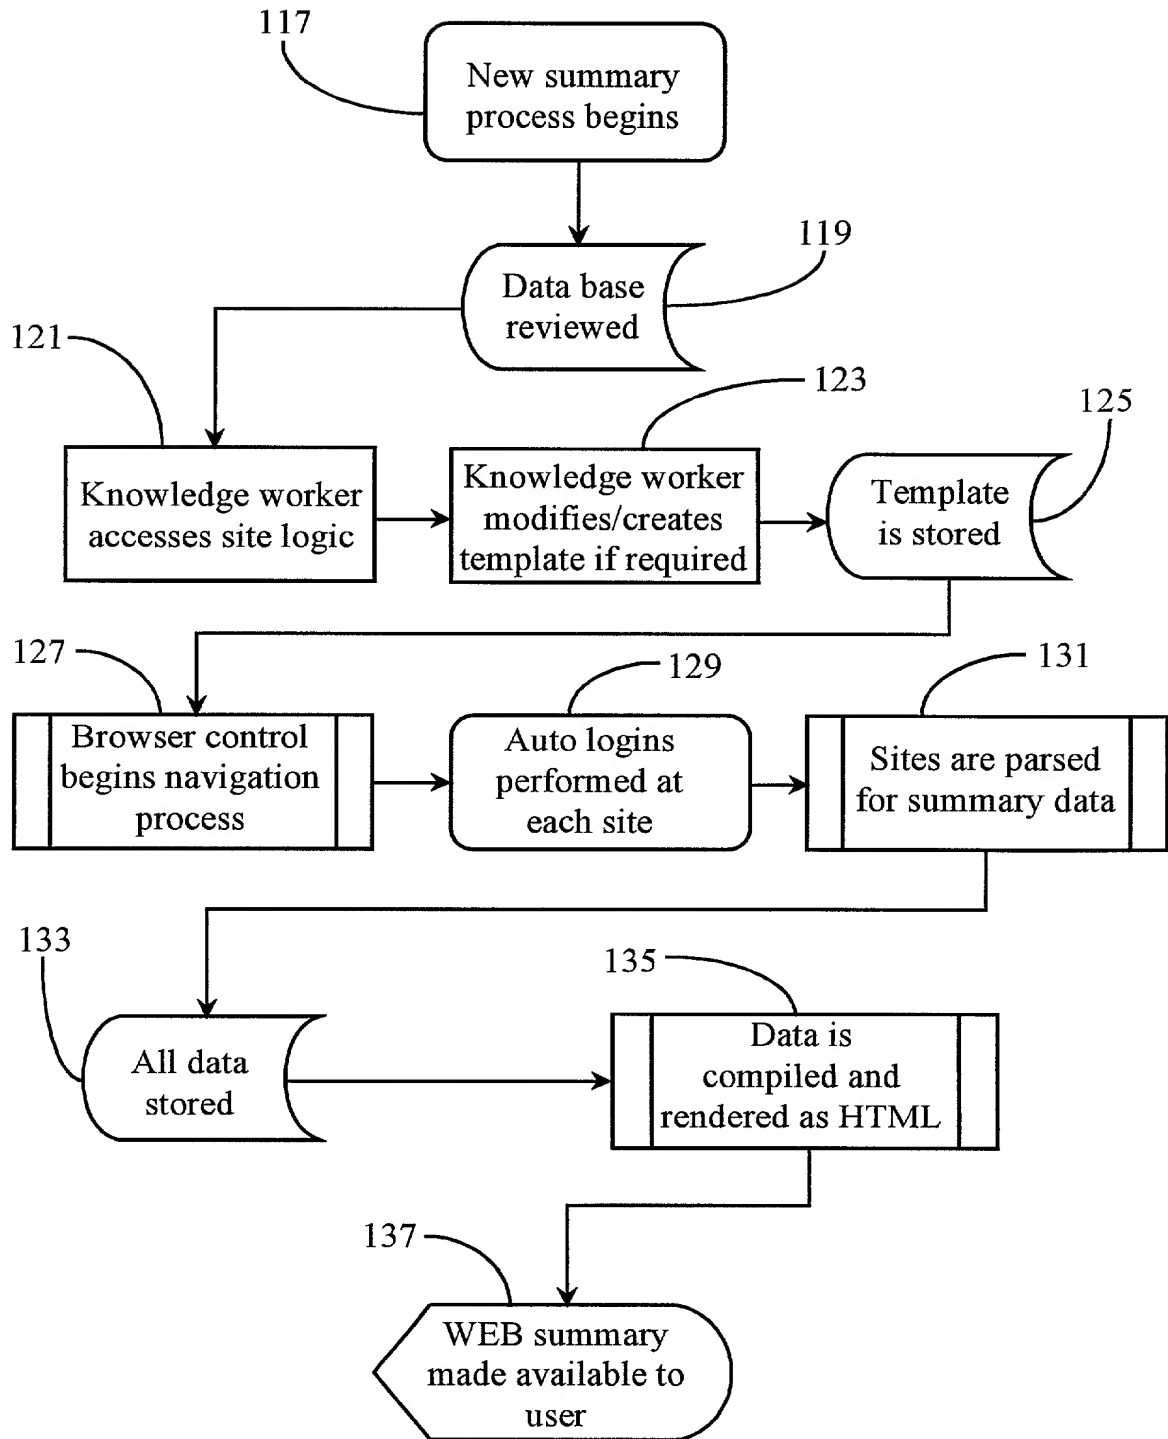 117
New summary
process begins
119
Data base
reviewed
121
Knowledge worker
accesses site logic
123
Knowledge worker
modifies/creates
template if required
125
Template
is stored
127
Browser control
begins navigation
process
129
Auto logins
performed at
each site
131
Sites are parsed
for summary data
133
All data
stored
135
Data is
compiled and
rendered as HTML
137
WEB summary
made available to
user